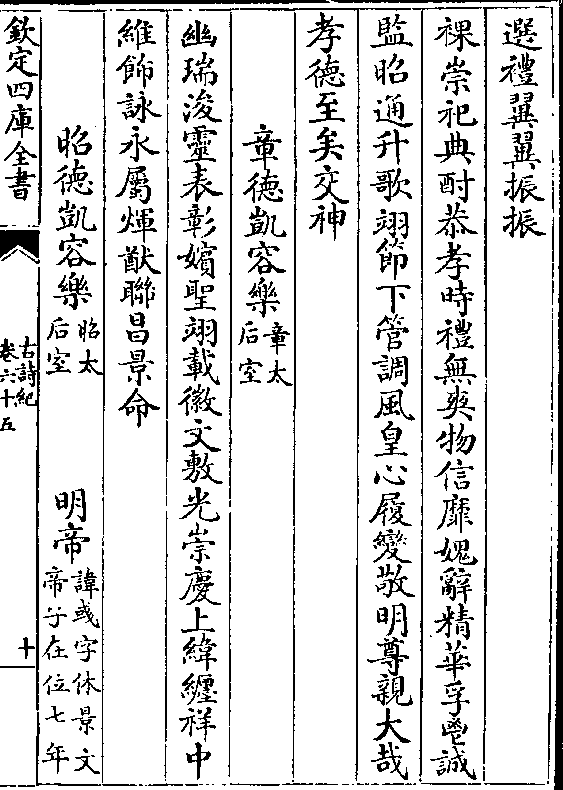 選禮翼翼振振
祼崇祀典酎恭孝時禮無爽物信靡媿辭精華孚鬯誠
監昭通升歌翊節下管調風皇心履變敬明尊親大哉
孝德至矣交神
章德凱容樂章太后室
幽瑞浚靈表彰嬪聖翊載徽文敷光崇慶上緯纒祥中
維飾詠永屬煇猷聯昌景命
昭德凱容樂昭太后室 明帝諱彧字休景文帝子在位七年
欽定四庫全書 古詩紀卷六十五 十